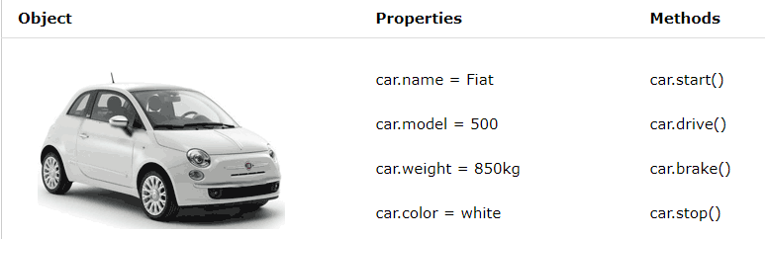 Object Properties Methods
car.name = Fiat car.start()
car.model = 500 car.drive()
car.weight = 850kg car.brake()
car.color = white car.stop()